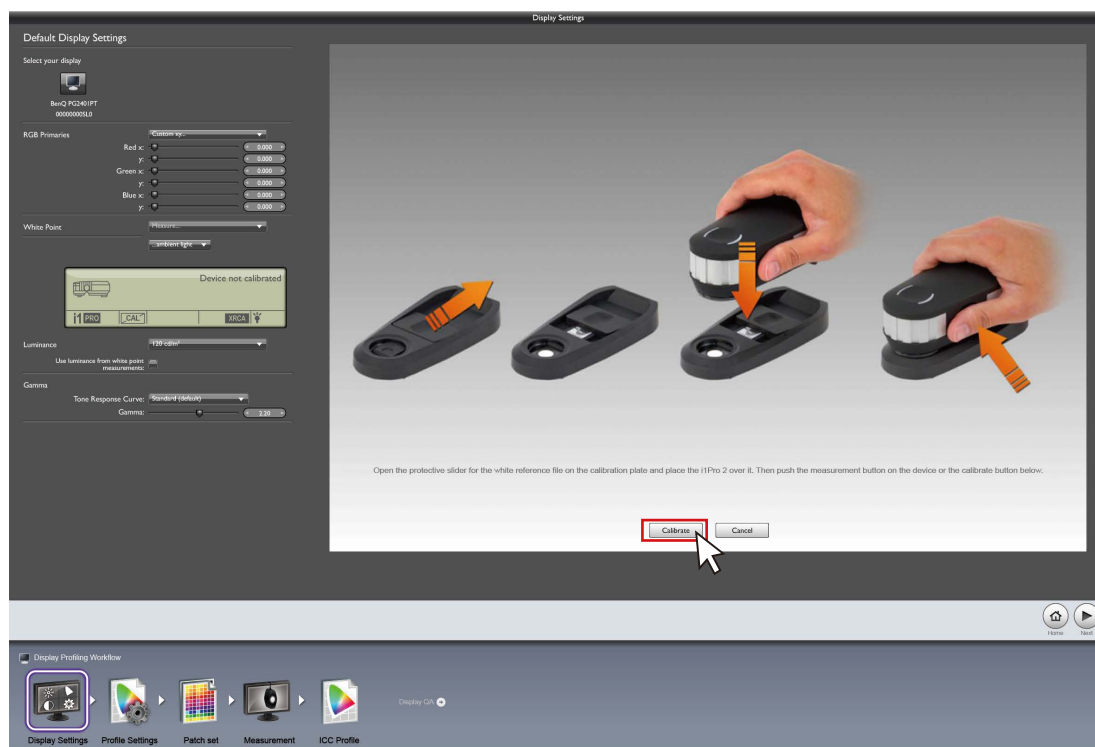 Display Settings
Default Display Settings
Select your display
BenQ PG2401PT
00000000SL0
RGB Primaries
Custom xy...
Red x:
0.000
y:
0.000
Green x:
0.000
y:
0.000
Blue x:
0.000
y:
0.000
White Point
Measure...
...ambient light
Device not calibrated
i1 PRO
CAL
XRGA
Luminance
120 cd/m²
Use luminance from white point
measurements:
Gamma
Tone Response Curve:
Standard (default)
Gamma:
2.20
Open the protective slider for the white reference file on the calibration plate and place the i1Pro 2 over it. Then push the measurement button on the device or the calibrate button below.
Calibrate
Cancel
Home
Next
Display Profiling Workflow
Display QA
Display Settings
Profile Settings
Patch set
Measurement
ICC Profile